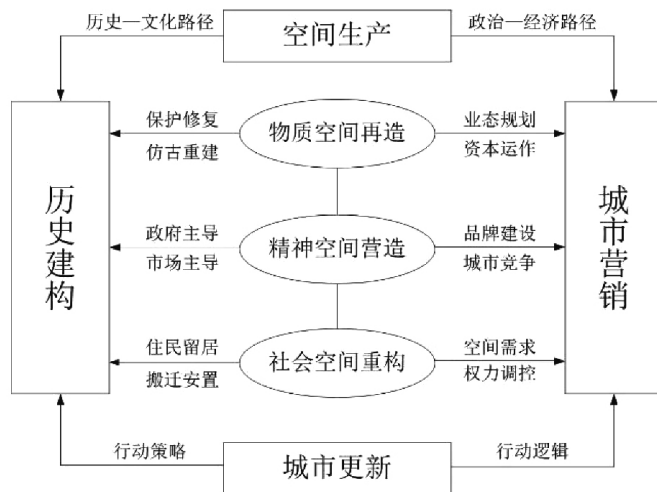 历史—文化路径
空间生产
政治—经济路径
保护修复
仿古重建
物质空间再造
业态规划
资本运作
历史建构
政府主导
市场主导
精神空间营造
品牌建设
城市竞争
城市营销
住民留居
搬迁安置
社会空间重构
空间需求
权力调控
行动策略
城市更新
行动逻辑